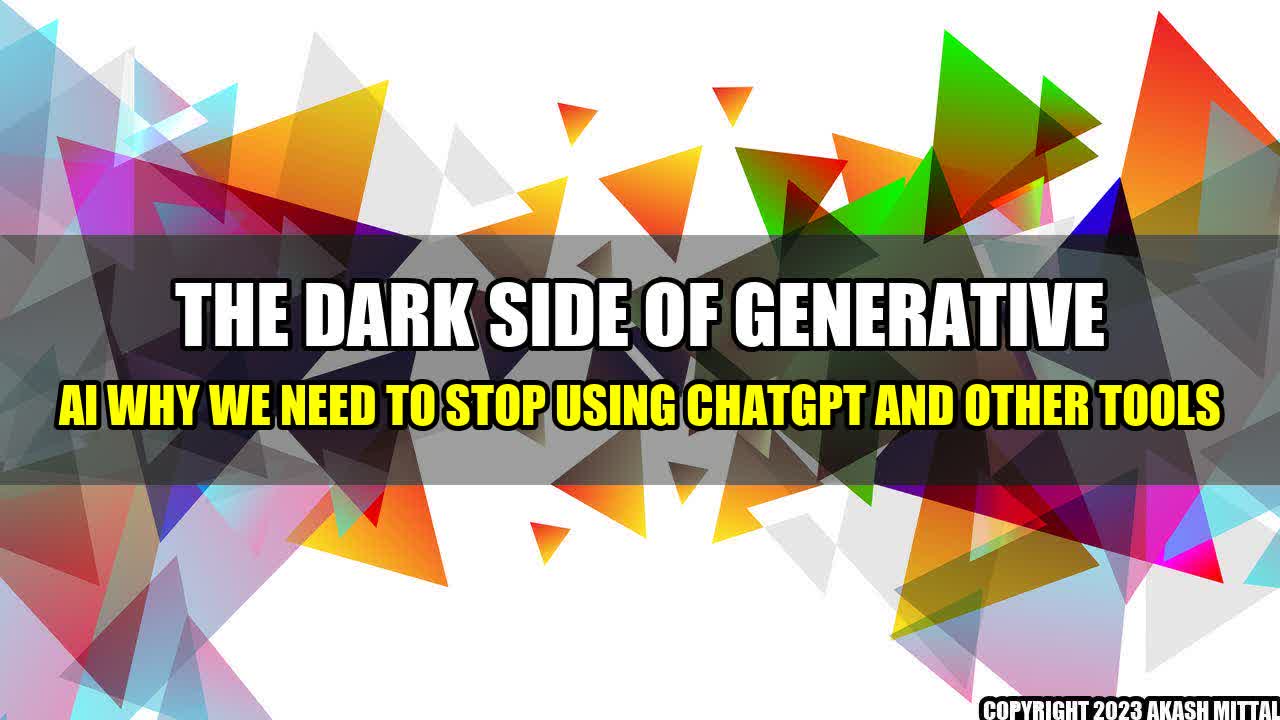 THE DARK SIDE OF GENERATIVE
AI WHY WE NEED TO STOP USING CHATGPT AND OTHER TOOLS
COPYRIGHT 2023 AKASH MITTAL